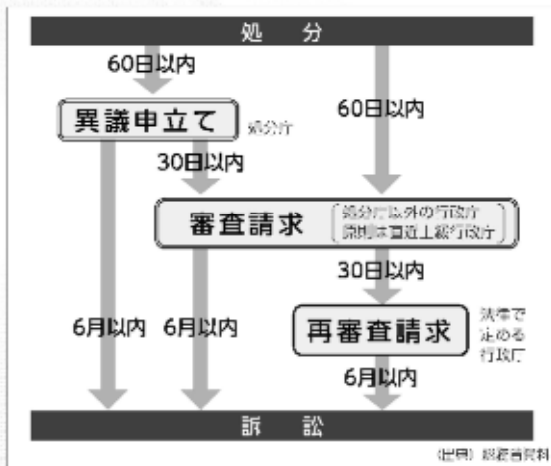 処分
60日以内
60日以内
異議申立て
処分庁
30日以内
審査請求
処分庁以外の行政庁
原則は直近上級行政庁
30日以内
6月以内
6月以内
再審査請求
法律で
定める
行政庁
6月以内
訴訟
(出典) 総務省資料